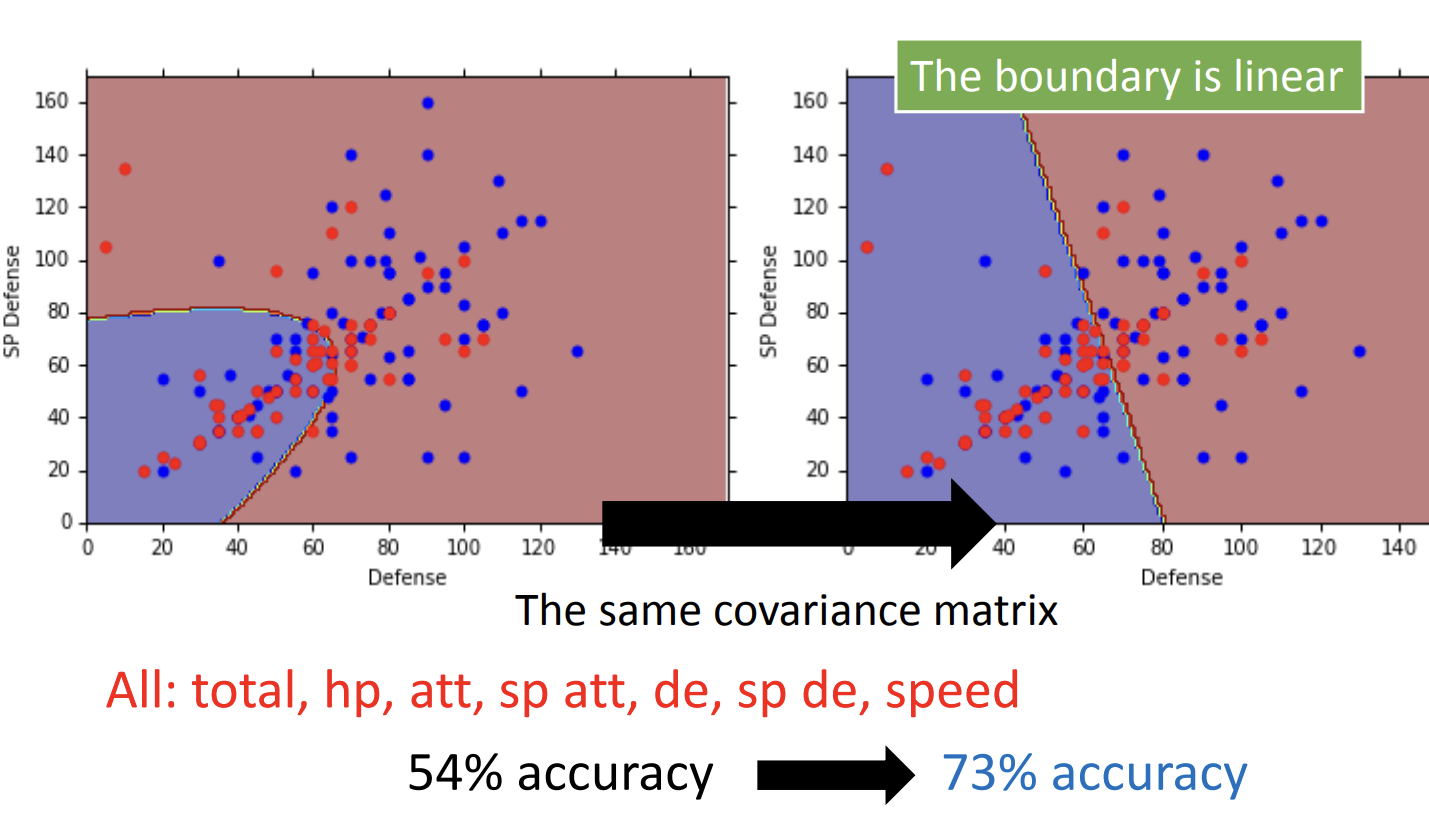 The boundary is linear
160
140
120
100
80
60
40
20
0
SP Defense
0 20 40 60 80 100 120 140 160
Defense
160
140
120
100
80
60
40
20
SP Defense
0 20 40 60 80 100 120 140
Defense
The same covariance matrix
All: total, hp, att, sp att, de, sp de, speed
54% accuracy 73% accuracy